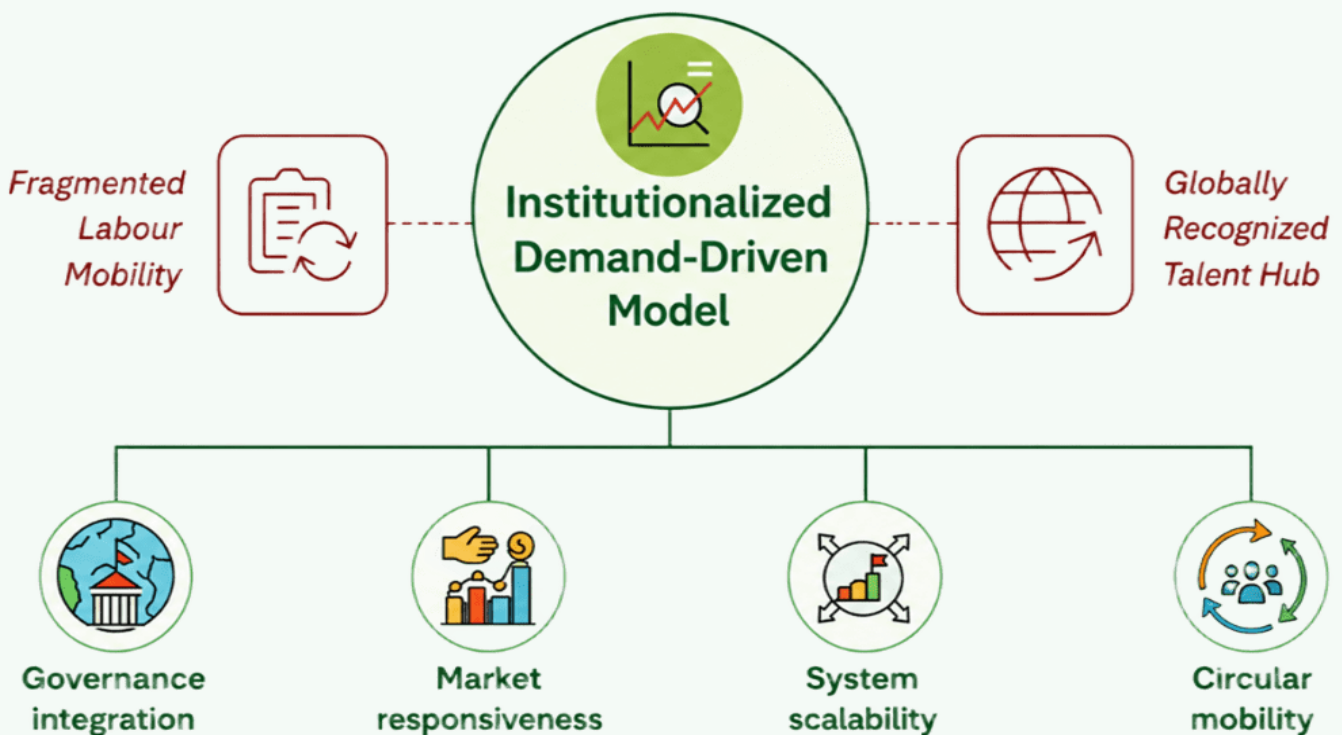 Fragmented
Labour
Mobility
Institutionalized
Demand-Driven
Model
Globally
Recognized
Talent Hub
Governance
integration
Market
responsiveness
System
scalability
Circular
mobility